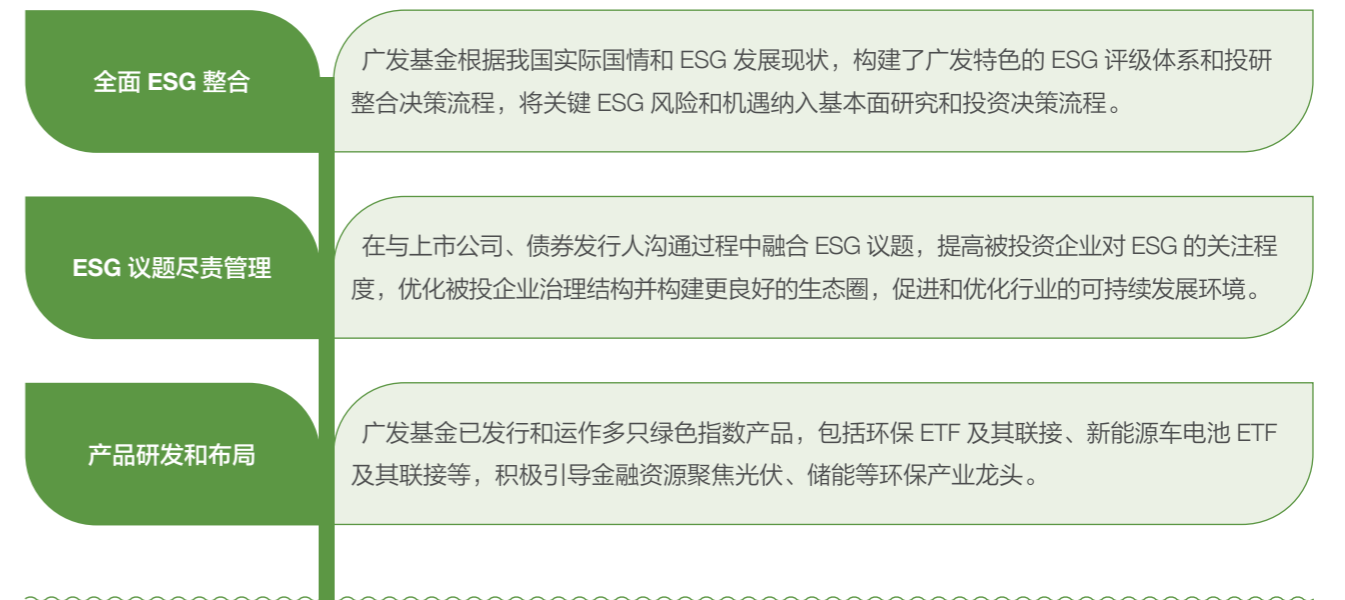 全面 ESG 整合
广发基金根据我国实际国情和 ESG 发展现状，构建了广发特色的 ESG 评级体系和投研
整合决策流程，将关键 ESG 风险和机遇纳入基本面研究和投资决策流程。
ESG 议题尽责管理
在与上市公司、债券发行人沟通过程中融合 ESG 议题，提高被投资企业对 ESG 的关注程
度，优化被投企业治理结构并构建更良好的生态圈，促进和优化行业的可持续发展环境。
产品研发和布局
广发基金已发行和运作多只绿色指数产品，包括环保 ETF 及其联接、新能源车电池 ETF
及其联接等，积极引导金融资源聚焦光伏、储能等环保产业龙头。